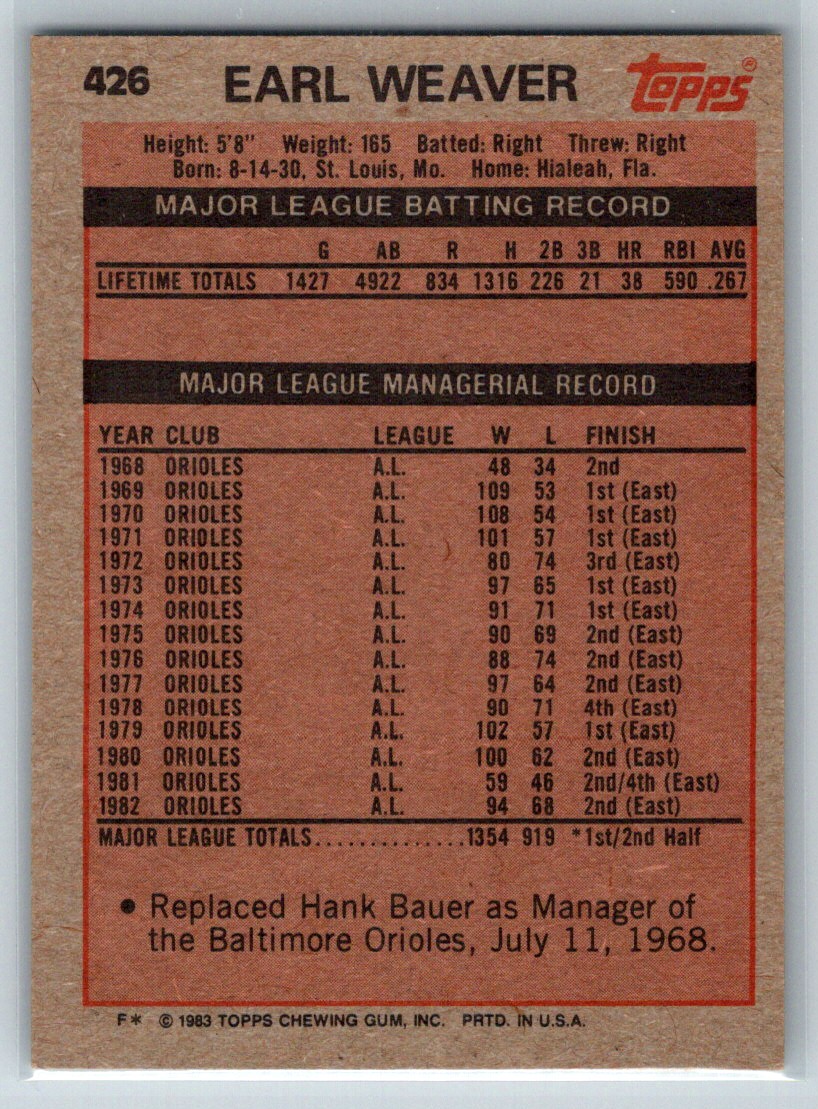 426 EARL WEAVER Topps®
Height: 5'8" Weight: 165 Batted: Right Threw: Right
Born: 8-14-30, St. Louis, Mo. Home: Hialeah, Fla.
MAJOR LEAGUE BATTING RECORD
G AB R H 2B 3B HR RBI AVG
LIFETIME TOTALS 1427 4922 834 1316 226 21 38 590 .267
MAJOR LEAGUE MANAGERIAL RECORD
YEAR CLUB LEAGUE W L FINISH
1968 ORIOLES A.L. 48 34 2nd
1969 ORIOLES A.L. 109 53 1st (East)
1970 ORIOLES A.L. 108 54 1st (East)
1971 ORIOLES A.L. 101 57 1st (East)
1972 ORIOLES A.L. 80 74 3rd (East)
1973 ORIOLES A.L. 97 65 1st (East)
1974 ORIOLES A.L. 91 71 1st (East)
1975 ORIOLES A.L. 90 69 2nd (East)
1976 ORIOLES A.L. 88 74 2nd (East)
1977 ORIOLES A.L. 97 64 2nd (East)
1978 ORIOLES A.L. 90 71 4th (East)
1979 ORIOLES A.L. 102 57 1st (East)
1980 ORIOLES A.L. 100 62 2nd (East)
1981 ORIOLES A.L. 59 46 2nd/4th (East)
1982 ORIOLES A.L. 94 68 2nd (East)
MAJOR LEAGUE TOTALS..............1354 919 *1st/2nd Half
• Replaced Hank Bauer as Manager of
the Baltimore Orioles, July 11, 1968.
F* © 1983 TOPPS CHEWING GUM, INC. PRTD. IN U.S.A.